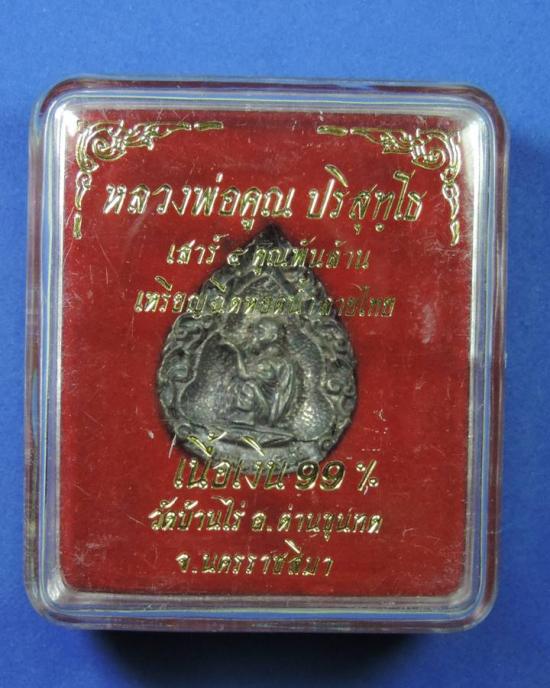 หลวงพ่อคูณ ปริสุทฺโธ
เสาร์ ๕ คูณพันล้าน
เหรียญฉีดหยดน้ำลายไทย
เนื้อเงิน 99 %
วัดบ้านไร่ อ.ด่านขุนทด
จ.นครราชสีมา